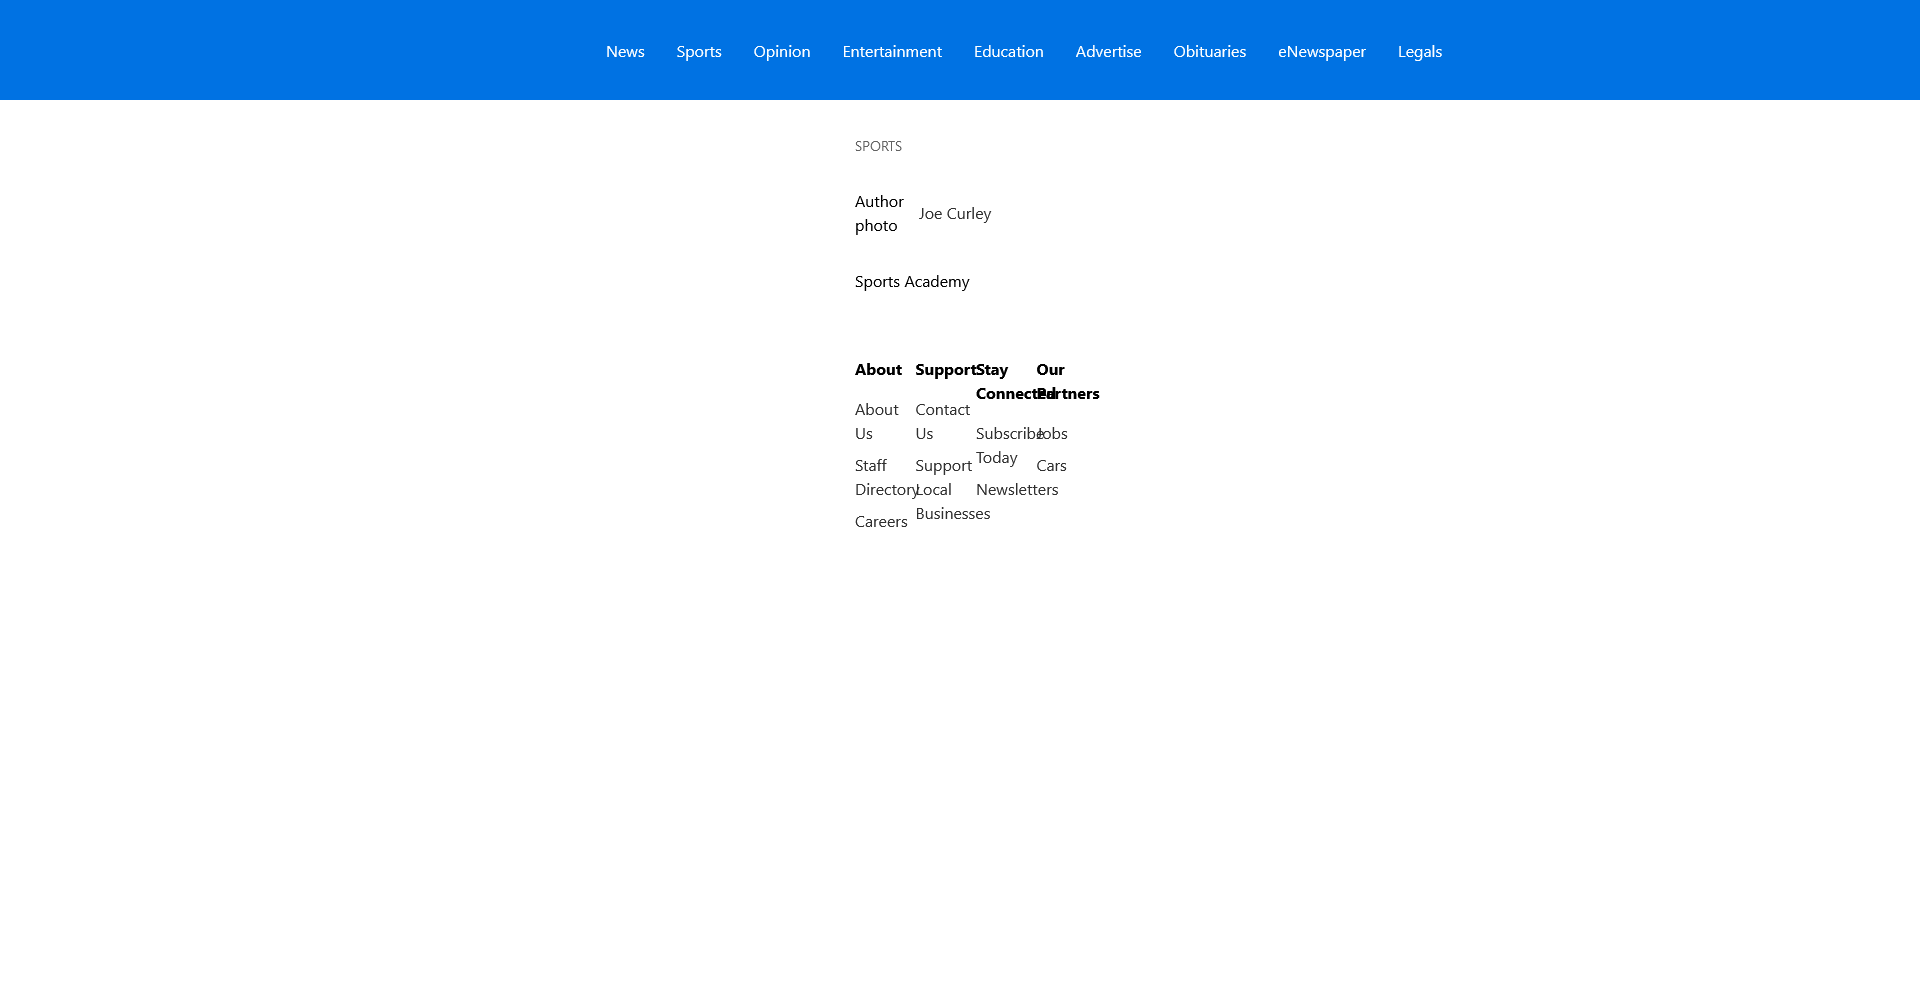 News Sports Opinion Entertainment Education Advertise Obituaries eNewspaper Legals
SPORTS
Author
photo
Joe Curley
Sports Academy
About
About
Us
Staff
Directory
Careers
Support
Contact
Us
Support
Local
Businesses
Stay
Connected
Subscribe
Today
Newsletters
Our
Partners
Jobs
Cars